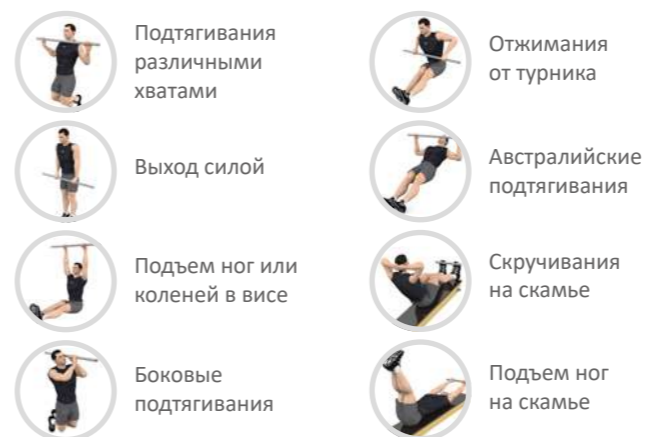 Подтягивания
различными
хватами
Выход силой
Подъем ног или
коленей в висе
Боковые
подтягивания
Отжимания
от турника
Австралийские
подтягивания
Скручивания
на скамье
Подъем ног
на скамье